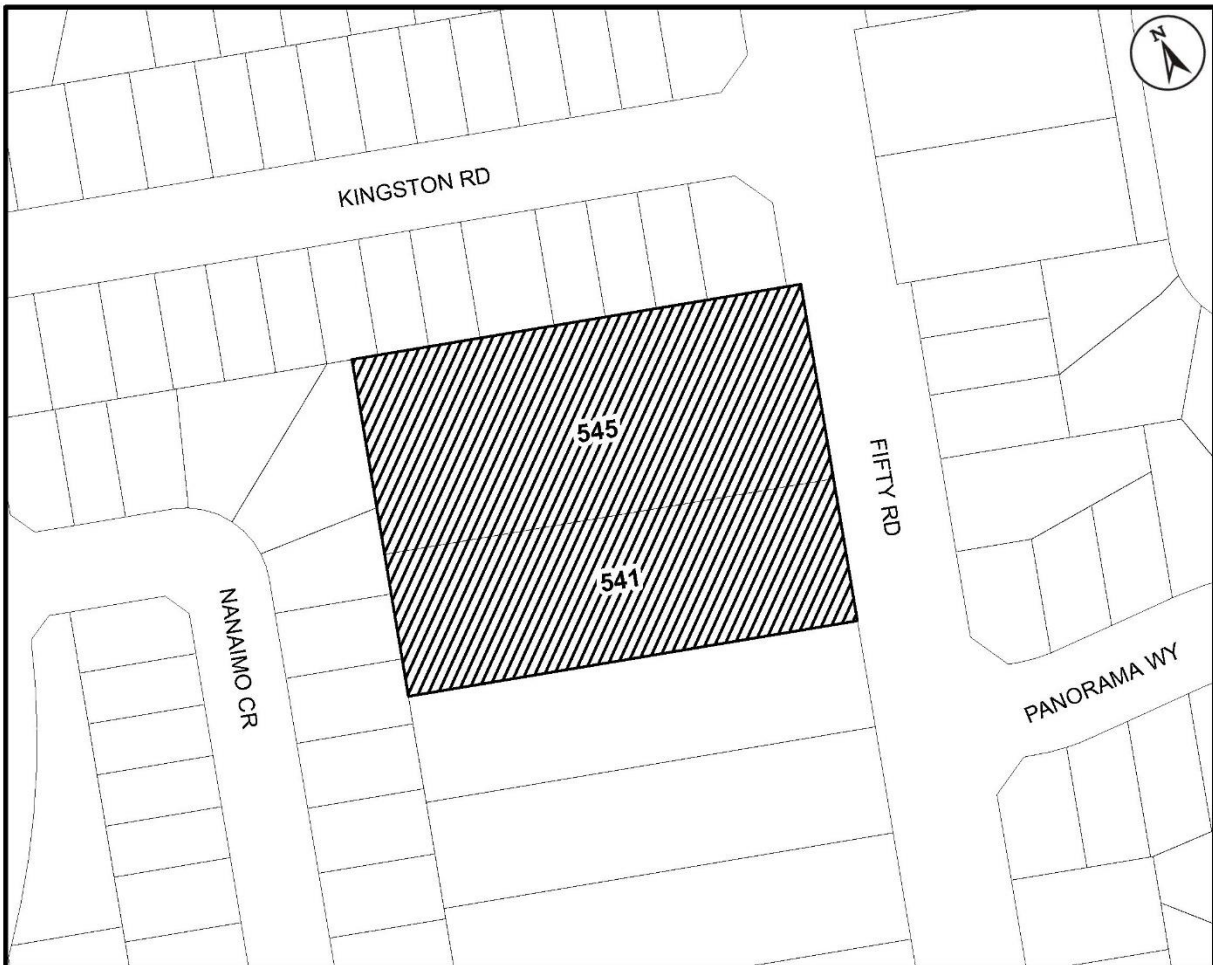 N
KINGSTON RD
545
FIFTY RD
541
NANAIMO CR
PANORAMA WY